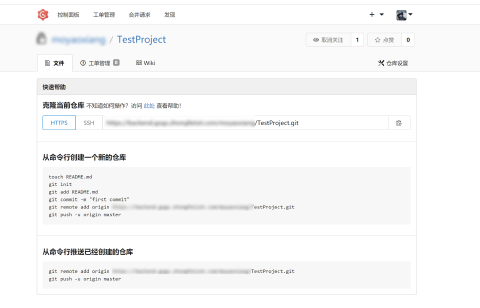 控制面板 工单管理 合并请求 发现
/ TestProject
取消关注 1 点赞 0
文件 工单管理 0 Wiki 仓库设置
快速帮助
克隆当前仓库 不知道如何操作？访问 此处 查看帮助！
HTTPS SSH /TestProject.git
从命令行创建一个新的仓库
touch README.md
git init
git add README.md
git commit -m "first commit"
git remote add origin /TestProject.git
git push -u origin master
从命令行推送已经创建的仓库
git remote add origin /TestProject.git
git push -u origin master